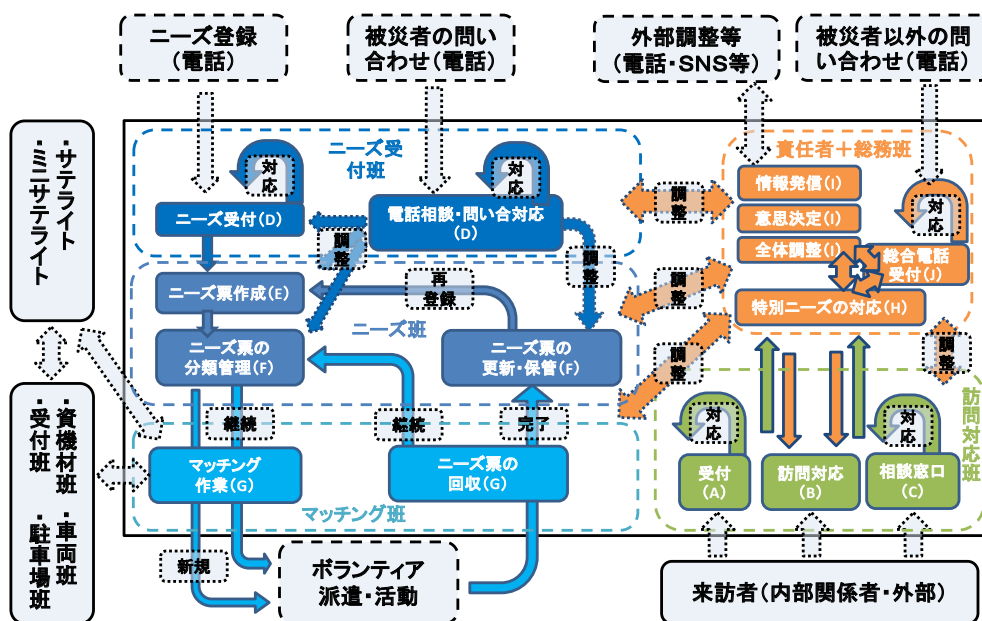 ニーズ登録
(電話)
被災者の問い
合わせ(電話)
外部調整等
(電話・SNS等)
被災者以外の問
い合わせ(電話)
・サテライト
・ミニサテライト
・資機材班 ・車両班
・受付班 ・駐車場班
ニーズ受
付班
対応
ニーズ受付(D)
対応
電話相談・問い合対応
(D)
調整
調整
ニーズ票作成(E)
再
登録
ニーズ班
ニーズ票の
分類管理(F)
ニーズ票の
更新・保管(F)
継続
継続
完了
マッチング
作業(G)
ニーズ票の
回収(G)
マッチング班
新規
ボランティア
派遣・活動
調整
調整
調整
責任者+総務班
情報発信(I)
意思決定(I)
全体調整(I)
対応
総合電話
受付(J)
特別ニーズの対応(H)
調整
訪問対応班
対応
対応
受付
(A)
訪問対応
(B)
相談窓口
(C)
来訪者(内部関係者・外部)